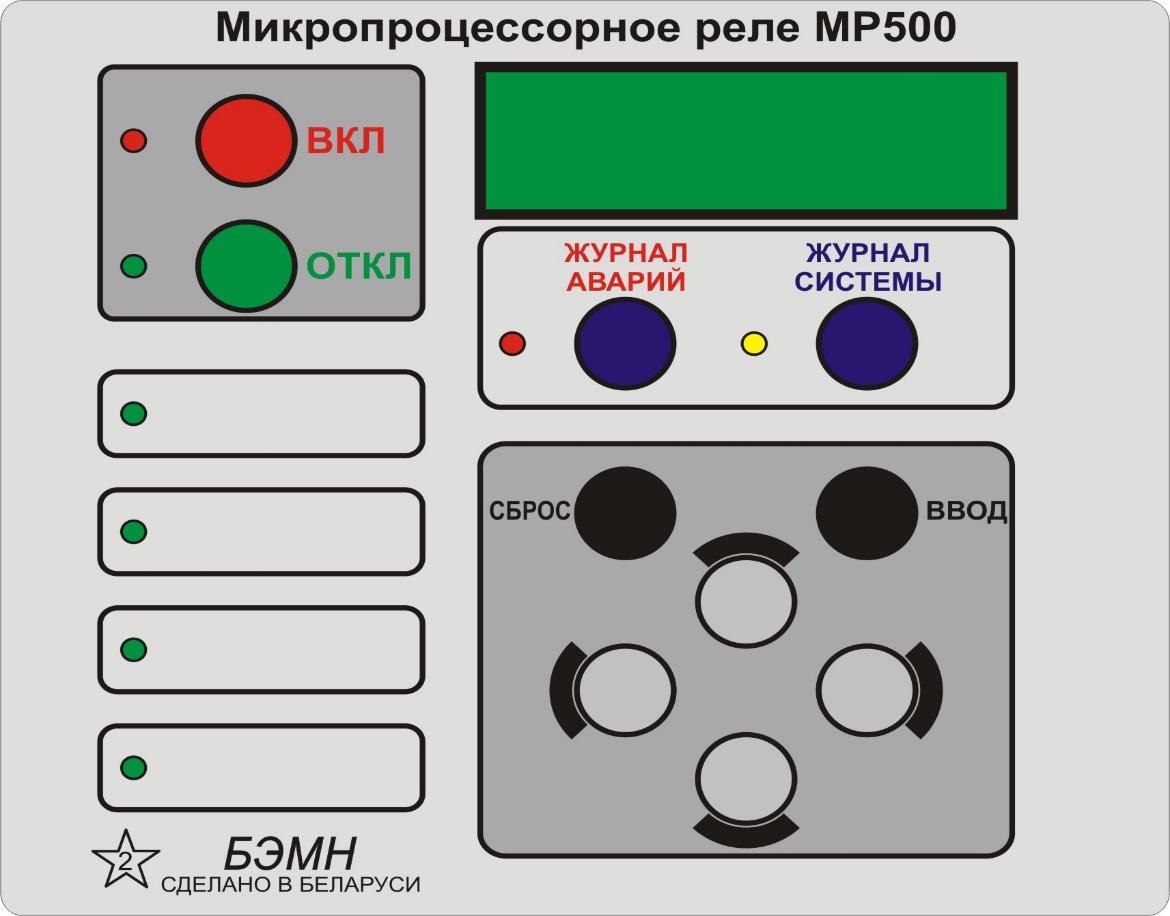 Микропроцессорное реле МР500
ВКЛ
ОТКЛ
ЖУРНАЛ
АВАРИЙ
ЖУРНАЛ
СИСТЕМЫ
СБРОС
ВВОД
2
БЭМН
СДЕЛАНО В БЕЛАРУСИ